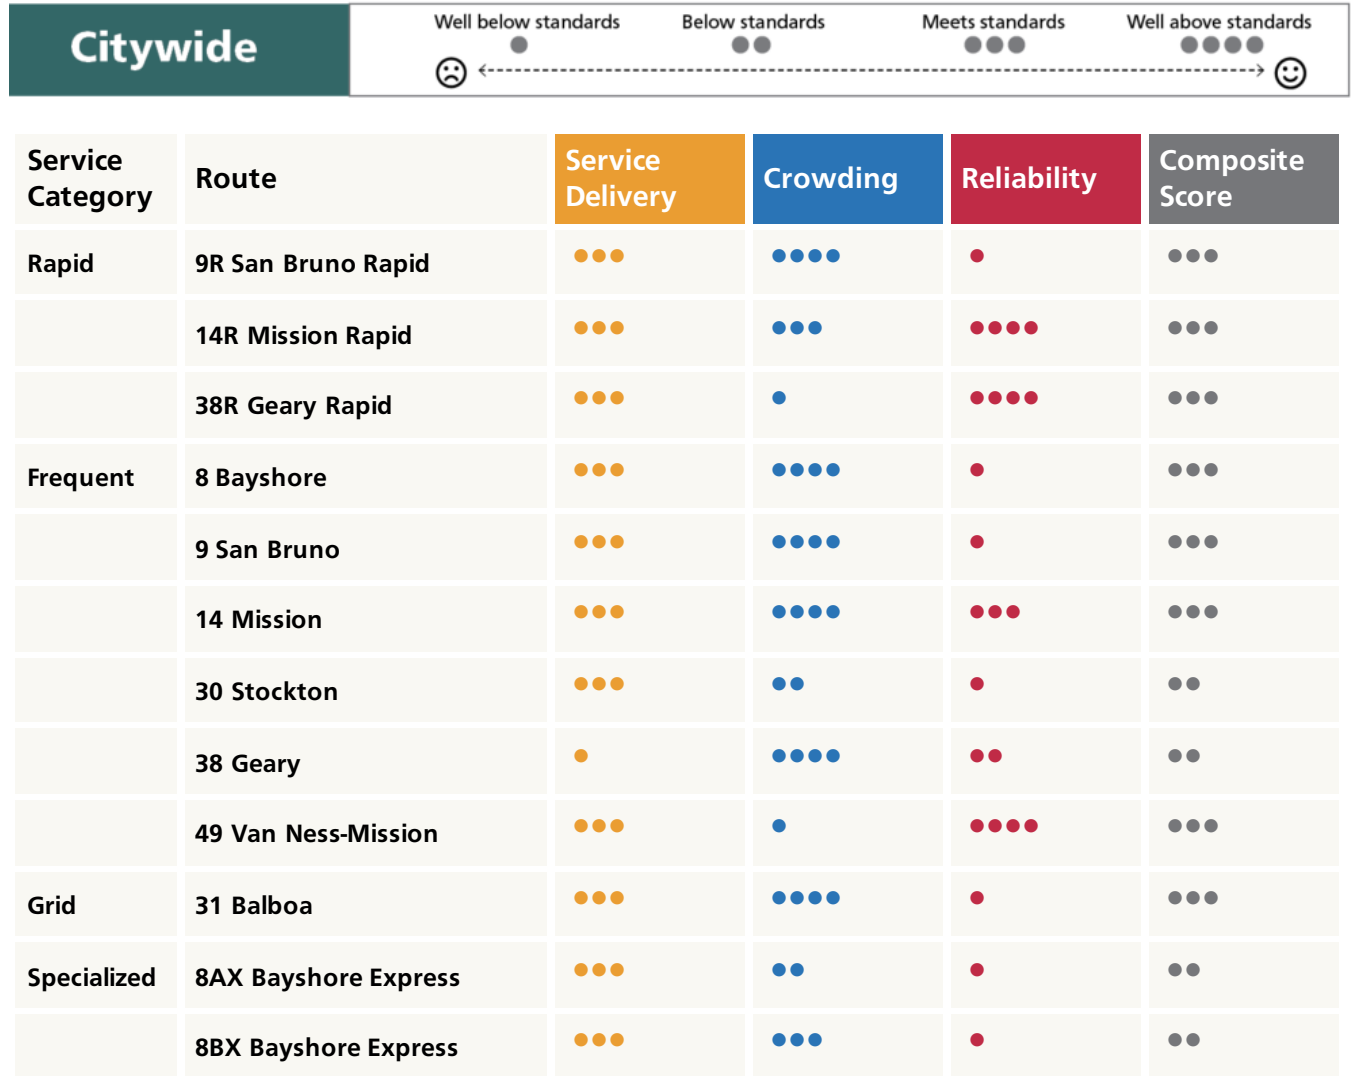 Citywide
Well below standards Below standards Meets standards Well above standards
Service Category Route Service Delivery Crowding Reliability Composite Score
Rapid 9R San Bruno Rapid
14R Mission Rapid
38R Geary Rapid
Frequent 8 Bayshore
9 San Bruno
14 Mission
30 Stockton
38 Geary
49 Van Ness-Mission
Grid 31 Balboa
Specialized 8AX Bayshore Express
8BX Bayshore Express